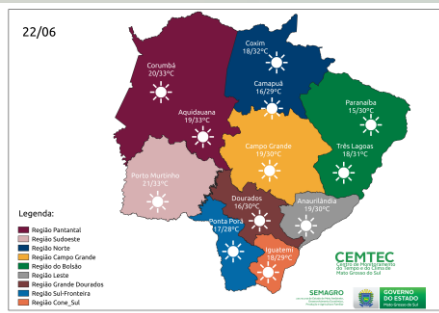 22/06
Coxim
18/32°C
Corumbá
20/33°C
Camapuã
16/29°C
Paranaíba
15/30°C
Aquidauana
19/33°C
Campo Grande
19/30°C
Três Lagoas
18/31°C
Porto Murtinho
21/33°C
Dourados
16/30°C
Anaurilândia
19/30°C
Ponta Porã
17/28°C
Iguatemi
18/29°C
Legenda:
Região Pantantal
Região Sudoeste
Região Norte
Região Campo Grande
Região do Bolsão
Região Leste
Região Grande Dourados
Região Sul-Fronteira
Região Cone_Sul
CEMTEC
Centro de Monitoramento
do Tempo e do Clima de
Mato Grosso do Sul
SEMAGRO
GOVERNO
DO ESTADO
Mato Grosso do Sul